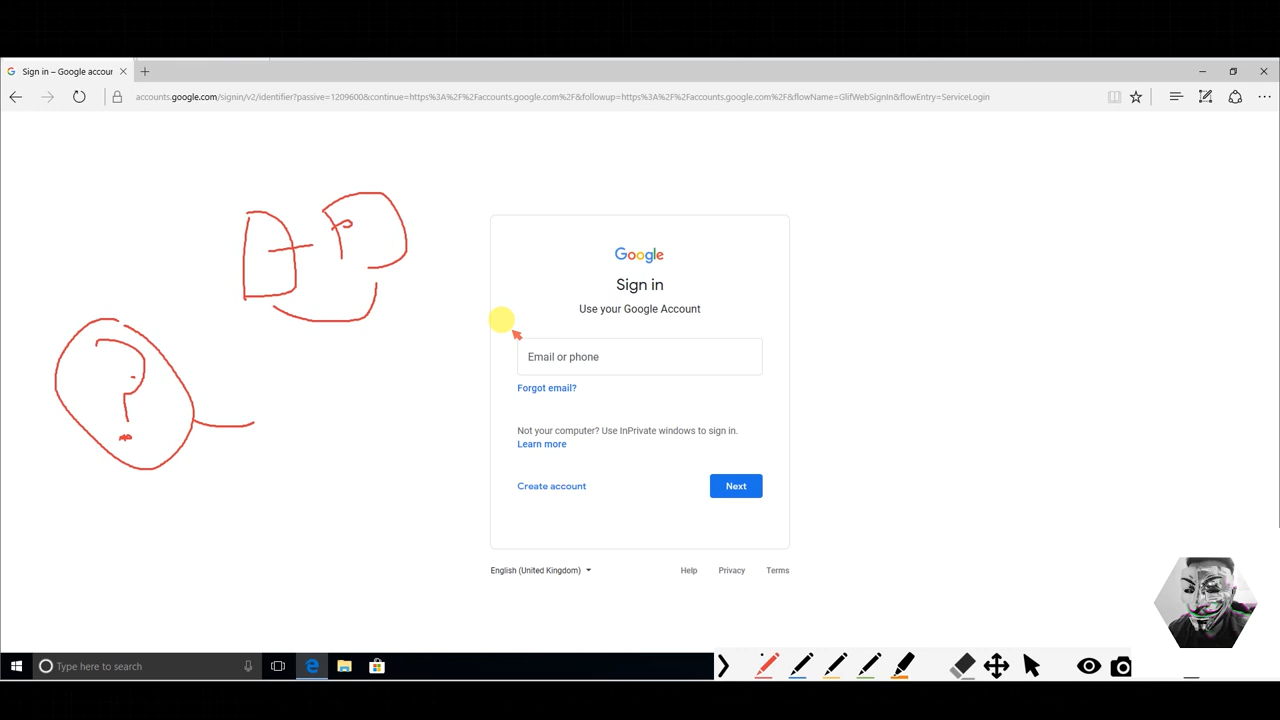 Sign in – Google accour
accounts.google.com/signin/v2/identifier?passive=1209600&continue=https%3A%2F%2Faccounts.google.com%2F&followup=https%3A%2F%2Faccounts.google.com%2F&flowName=GlifWebSignIn&flowEntry=ServiceLogin
Google
Sign in
Use your Google Account
Email or phone
Forgot email?
Not your computer? Use InPrivate windows to sign in.
Learn more
Create account
Next
?
English (United Kingdom)
Help
Privacy
Terms
Type here to search